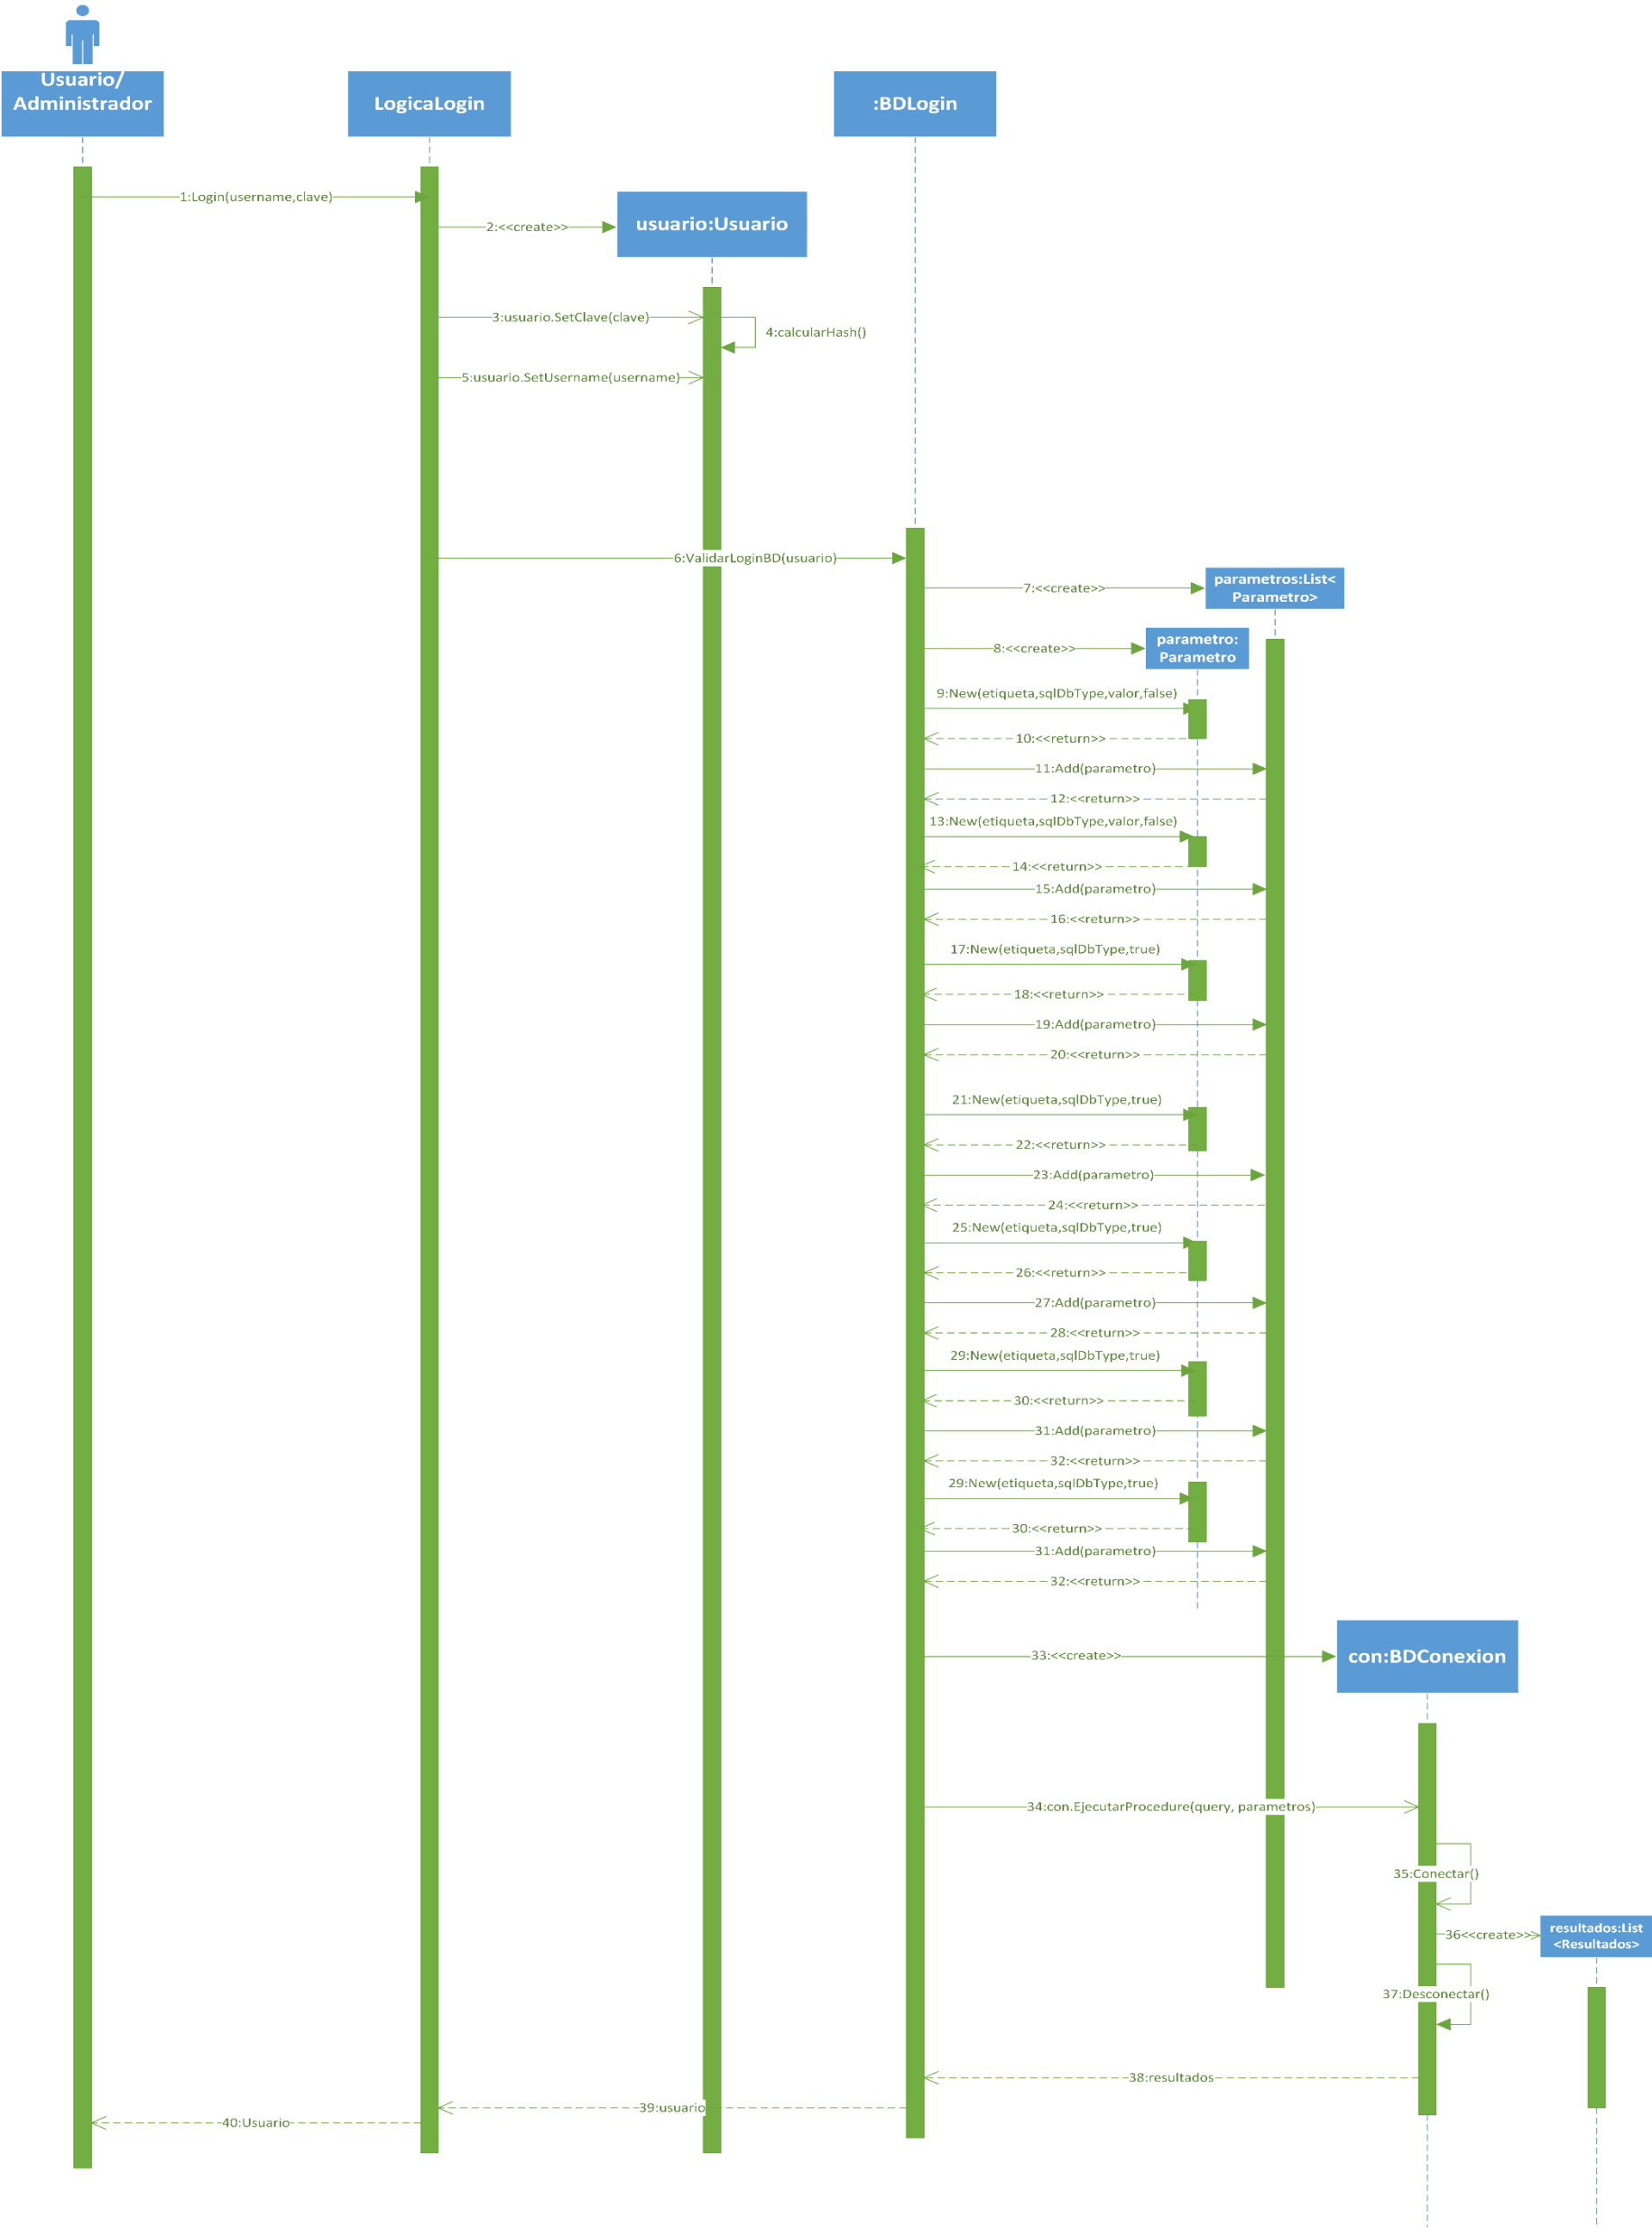 Usuario/
Administrador
LogicaLogin
:BDLogin
1:Login(username,clave)
2:<<create>>
usuario:Usuario
3:usuario.SetClave(clave)
4:calcularHash()
5:usuario.SetUsername(username)
6:ValidarLoginBD(usuario)
7:<<create>>
parametros:List<
Parametro>
8:<<create>>
parametro:
Parametro
9:New(etiqueta,sqlDbType,valor,false)
10:<<return>>
11:Add(parametro)
12:<<return>>
13:New(etiqueta,sqlDbType,valor,false)
14:<<return>>
15:Add(parametro)
16:<<return>>
17:New(etiqueta,sqlDbType,true)
18:<<return>>
19:Add(parametro)
20:<<return>>
21:New(etiqueta,sqlDbType,true)
22:<<return>>
23:Add(parametro)
24:<<return>>
25:New(etiqueta,sqlDbType,true)
26:<<return>>
27:Add(parametro)
28:<<return>>
29:New(etiqueta,sqlDbType,true)
30:<<return>>
31:Add(parametro)
32:<<return>>
29:New(etiqueta,sqlDbType,true)
30:<<return>>
31:Add(parametro)
32:<<return>>
33:<<create>>
con:BDConexion
34:con.EjecutarProcedure(query, parametros)
35:Conectar()
36<<create>>
resultados:List
<Resultados>
37:Desconectar()
38:resultados
39:usuario
40:Usuario